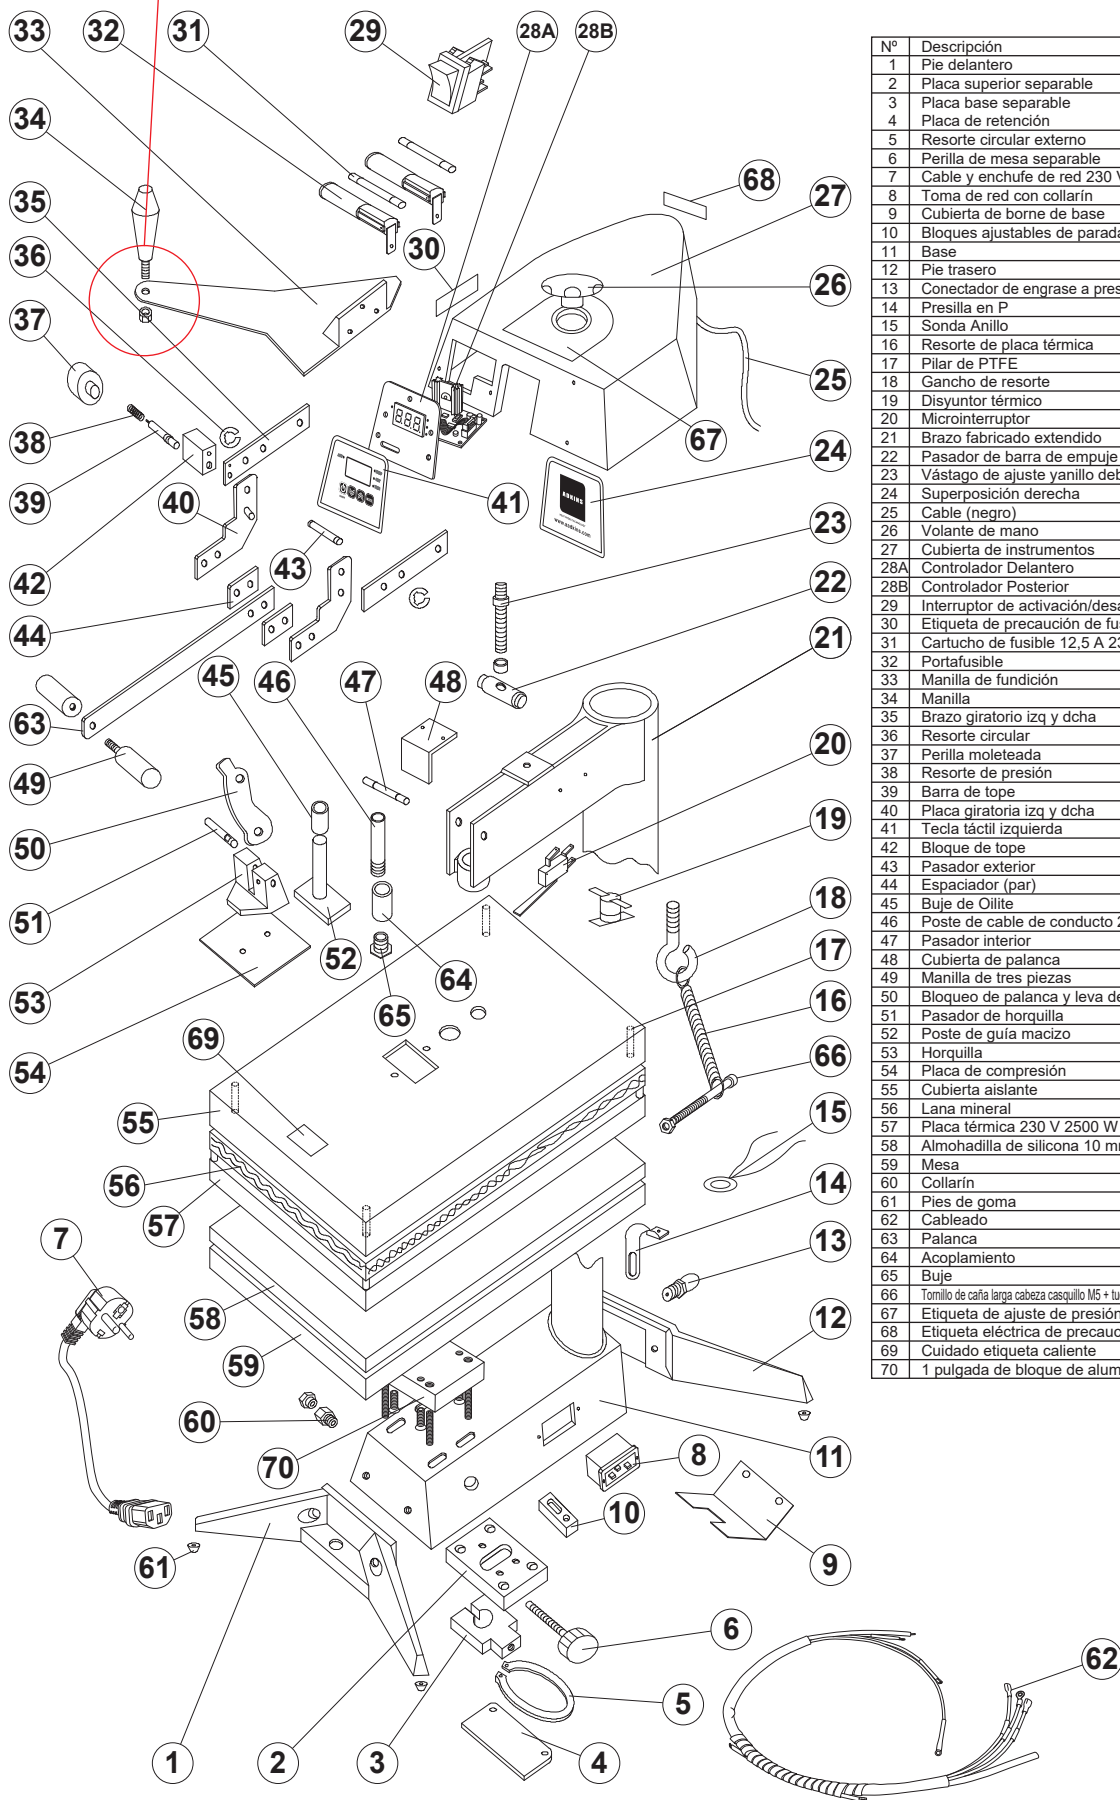 33
32
31
29
28A
28B
34
68
27
35
30
36
26
37
25
67
38
24
39
40
41
ADKINS
www.aadkins.com
43
23
42
22
44
45
46
47
48
21
63
20
49
50
19
51
18
52
17
64
53
65
16
69
66
54
55
15
56
57
14
7
13
58
12
59
60
11
70
8
10
61
9
6
62
5
1
2
3
4
Nº Descripción
1 Pie delantero
2 Placa superior separable
3 Placa base separable
4 Placa de retención
5 Resorte circular externo
6 Perilla de mesa separable
7 Cable y enchufe de red 230 V
8 Toma de red con collarín
9 Cubierta de borne de base
10 Bloques ajustables de parada
11 Base
12 Pie trasero
13 Conectador de engrase a pres
14 Presilla en P
15 Sonda Anillo
16 Resorte de placa térmica
17 Pilar de PTFE
18 Gancho de resorte
19 Disyuntor térmico
20 Microinterruptor
21 Brazo fabricado extendido
22 Pasador de barra de empuje
23 Vástago de ajuste yanillo deb
24 Superposición derecha
25 Cable (negro)
26 Volante de mano
27 Cubierta de instrumentos
28A Controlador Delantero
28B Controlador Posterior
29 Interruptor de activación/desa
30 Etiqueta de precaución de fus
31 Cartucho de fusible 12,5 A 23
32 Portafusible
33 Manilla de fundición
34 Manilla
35 Brazo giratorio izq y dcha
36 Resorte circular
37 Perilla moleteada
38 Resorte de presión
39 Barra de tope
40 Placa giratoria izq y dcha
41 Tecla táctil izquierda
42 Bloque de tope
43 Pasador exterior
44 Espaciador (par)
45 Buje de Oilite
46 Poste de cable de conducto 2
47 Pasador interior
48 Cubierta de palanca
49 Manilla de tres piezas
50 Bloqueo de palanca y leva de
51 Pasador de horquilla
52 Poste de guía macizo
53 Horquilla
54 Placa de compresión
55 Cubierta aislante
56 Lana mineral
57 Placa térmica 230 V 2500 W
58 Almohadilla de silicona 10 mm
59 Mesa
60 Collarín
61 Pies de goma
62 Cableado
63 Palanca
64 Acoplamiento
65 Buje
66 Tornillo de caña larga cabeza casquillo M5 + tue
67 Etiqueta de ajuste de presión
68 Etiqueta eléctrica de precauc
69 Cuidado etiqueta caliente
70 1 pulgada de bloque de alum